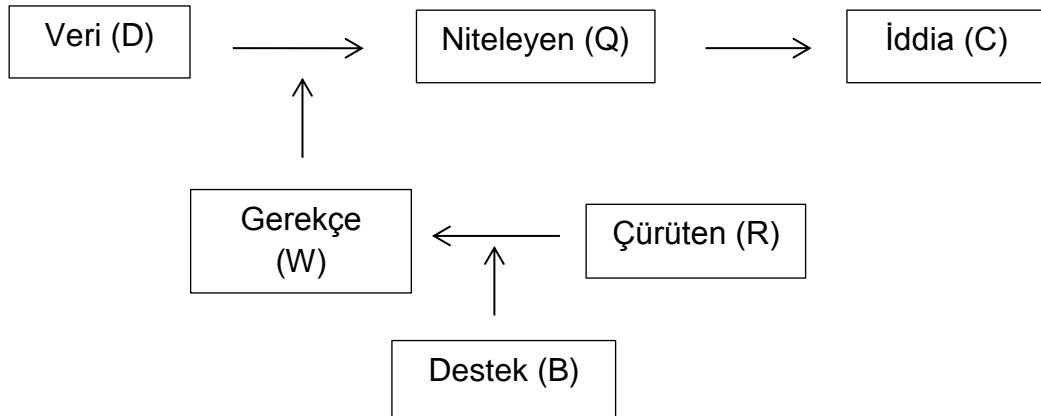 Veri (D)
Niteleyen (Q)
İddia (C)
Gerekçe
(W)
Çürüten (R)
Destek (B)